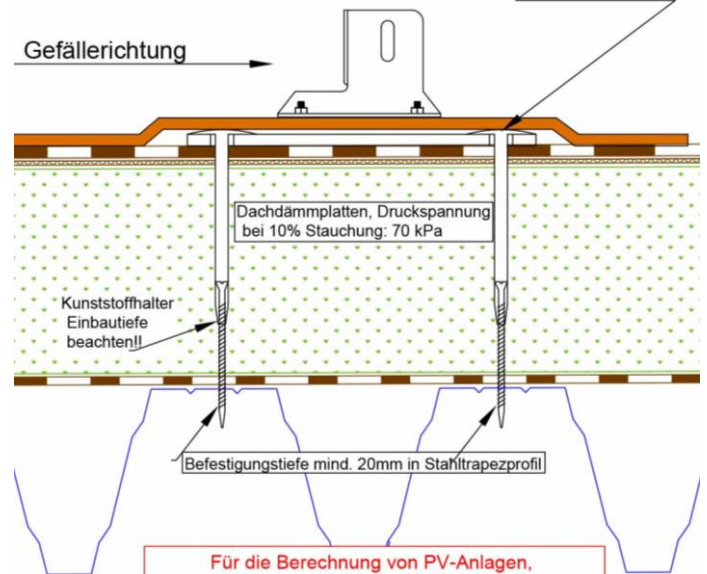 Gefällerichtung
Dachdämmplatten, Druckspannung
bei 10% Stauchung: 70 kPa
Kunststoffhalter
Einbautiefe
beachten!!
Befestigungstiefe mind. 20mm in Stahltrapezprofil
Für die Berechnung von PV-Anlagen,